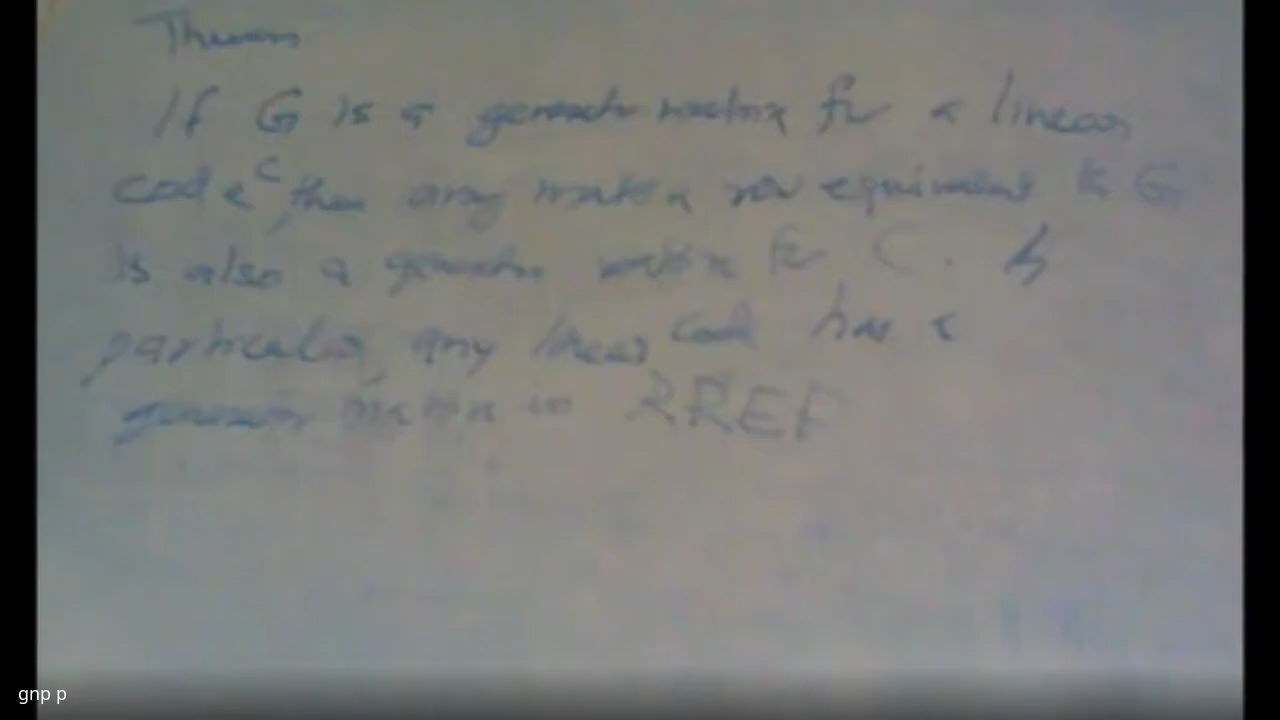 Theorem
If G is a generator matrix for a linear
code C, then any matrix row equivalent to G
is also a generator matrix for C. In
particular, any linear code has a
generator matrix in RREF
gnp p